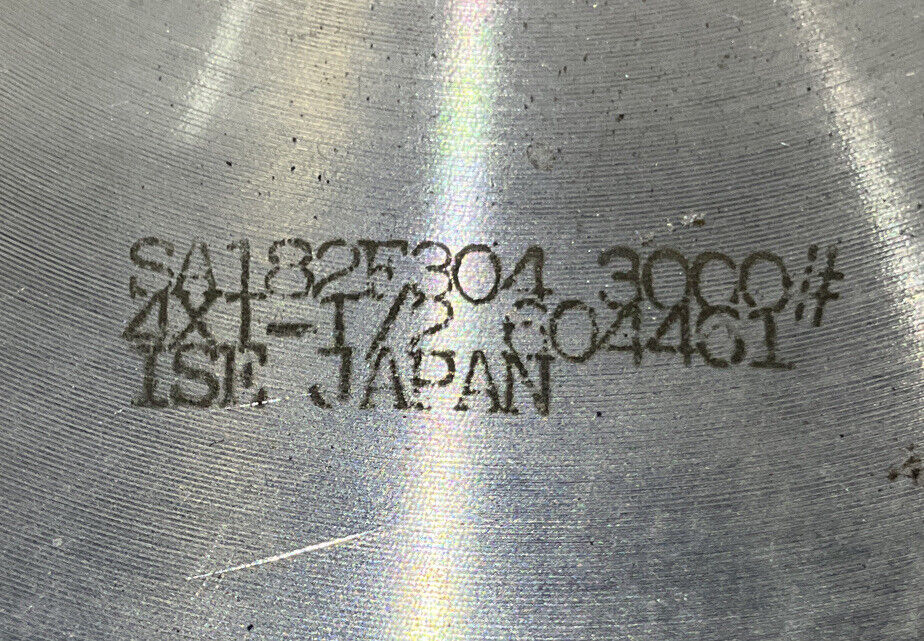 SA182F304 3000#
4X1-1/2 604461
ISE JAPAN